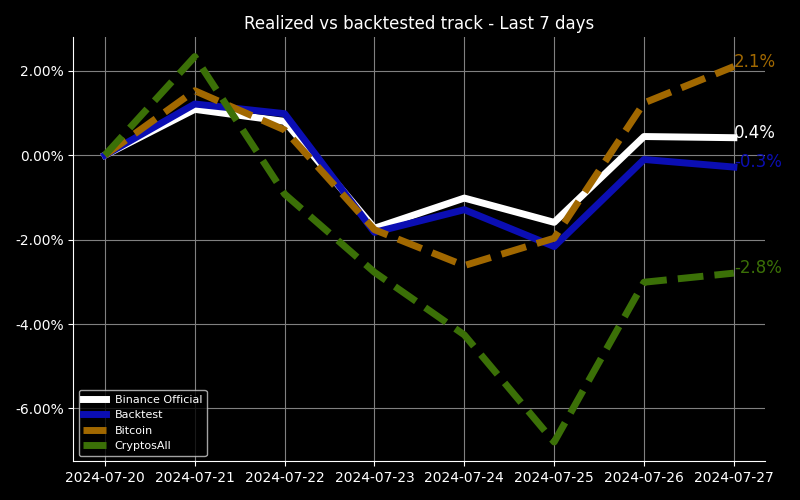 Realized vs backtested track - Last 7 days
2.00%
0.00%
-2.00%
-4.00%
-6.00%
2.1%
0.4%
-0.3%
-2.8%
Binance Official
Backtest
Bitcoin
CryptosAll
2024-07-20 2024-07-21 2024-07-22 2024-07-23 2024-07-24 2024-07-25 2024-07-26 2024-07-27